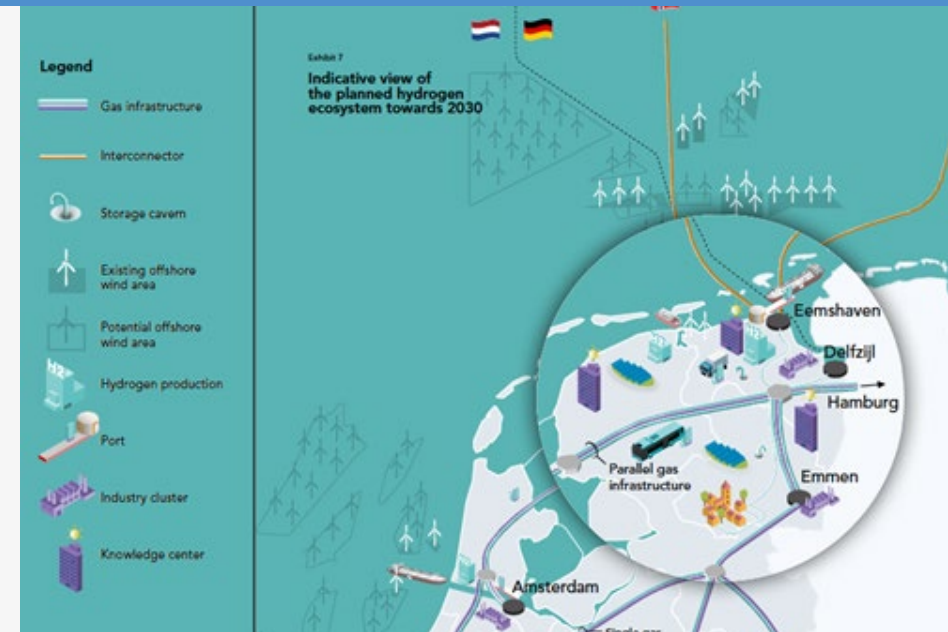 Legend
Gas infrastructure
Interconnector
Storage cavern
Existing offshore
wind area
Potential offshore
wind area
Hydrogen production
Port
Industry cluster
Knowledge center
Exhibit 7
Indicative view of
the planned hydrogen
ecosystem towards 2030
Eemshaven
Delfzijl
Hamburg
Parallel gas
infrastructure
Emmen
Amsterdam
Single gas